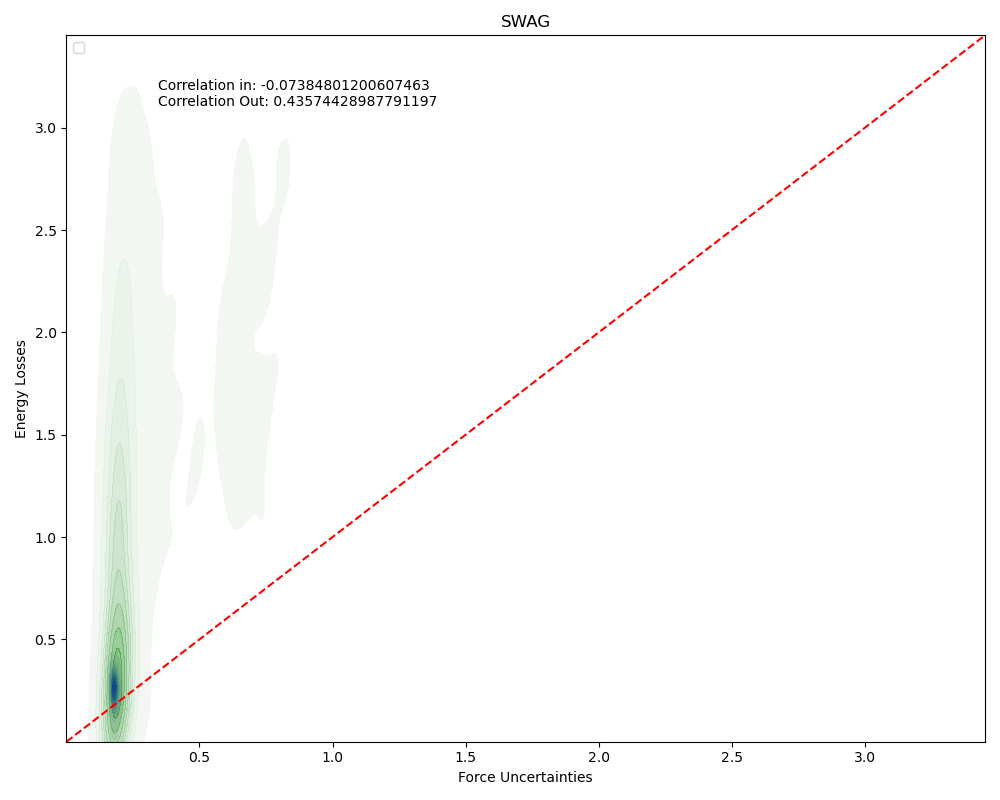 SWAG
Correlation in: -0.07384801200607463
Correlation Out: 0.43574428987791197
3.0
2.5
2.0
1.5
1.0
0.5
Energy Losses
0.5 1.0 1.5 2.0 2.5 3.0
Force Uncertainties